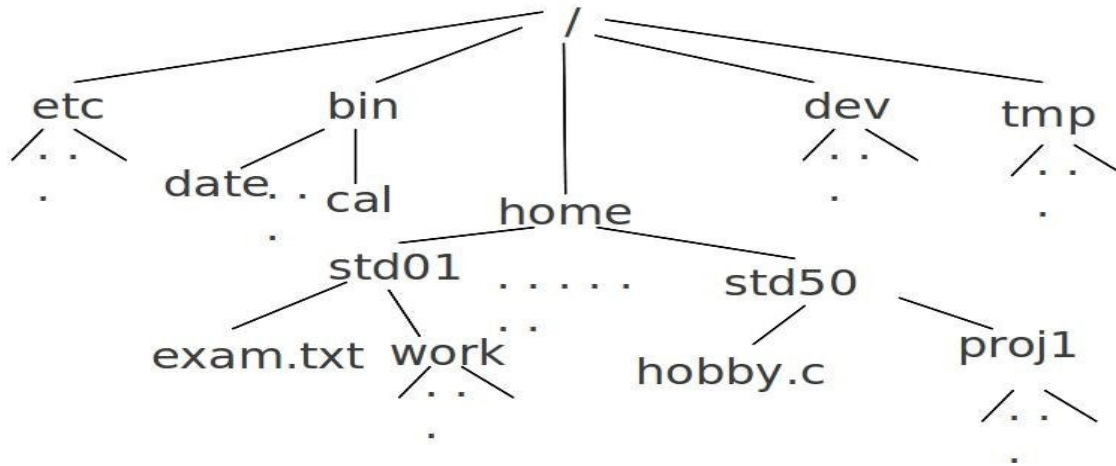 /
etc bin dev tmp
. . . . . .
date. . cal home
. . . .
std01 . . . . . std50
. .
exam.txt work hobby.c proj1
. . . .
. .